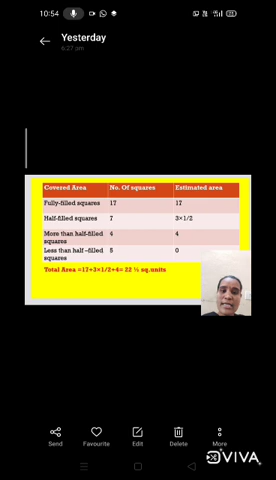 10:54
Yesterday
6:27 pm
Covered Area No. Of squares Estimated area
Fully-filled squares 17 17
Half-filled squares 7 3×1/2
More than half-filled 4 4
squares
Less than half –filled 5 0
squares
Total Area =17+3×1/2+4= 22 ½ sq.units
Send Favourite Edit Delete More
VIVA